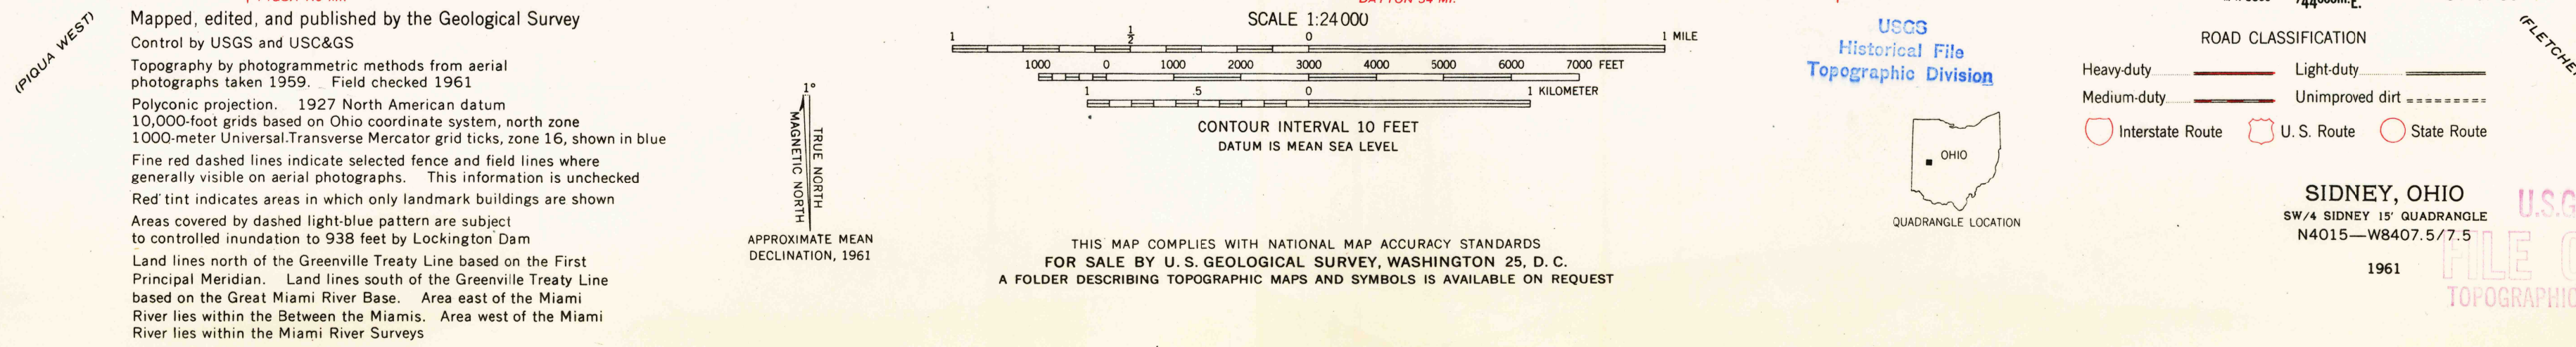 (PIQUA WEST)
Mapped, edited, and published by the Geological Survey
Control by USGS and USC&GS
Topography by photogrammetric methods from aerial
photographs taken 1959. Field checked 1961
Polyconic projection. 1927 North American datum
10,000-foot grids based on Ohio coordinate system, north zone
1000-meter Universal Transverse Mercator grid ticks, zone 16, shown in blue
Fine red dashed lines indicate selected fence and field lines where
generally visible on aerial photographs. This information is unchecked
Red tint indicates areas in which only landmark buildings are shown
Areas covered by dashed light-blue pattern are subject
to controlled inundation to 938 feet by Lockington Dam
Land lines north of the Greenville Treaty Line based on the First
Principal Meridian. Land lines south of the Greenville Treaty Line
based on the Great Miami River Base. Area east of the Miami
River lies within the Between the Miamis. Area west of the Miami
River lies within the Miami River Surveys
1°
MAGNETIC NORTH
TRUE NORTH
APPROXIMATE MEAN
DECLINATION, 1961
SCALE 1:24000
1 ½ 0 1 MILE
1000 0 1000 2000 3000 4000 5000 6000 7000 FEET
1 .5 0 1 KILOMETER
CONTOUR INTERVAL 10 FEET
DATUM IS MEAN SEA LEVEL
THIS MAP COMPLIES WITH NATIONAL MAP ACCURACY STANDARDS
FOR SALE BY U. S. GEOLOGICAL SURVEY, WASHINGTON 25, D. C.
A FOLDER DESCRIBING TOPOGRAPHIC MAPS AND SYMBOLS IS AVAILABLE ON REQUEST
USGS
Historical File
Topographic Division
OHIO
QUADRANGLE LOCATION
ROAD CLASSIFICATION
Heavy-duty Light-duty
Medium-duty Unimproved dirt
Interstate Route U. S. Route State Route
SIDNEY, OHIO
SW/4 SIDNEY 15' QUADRANGLE
N4015—W8407.5/7.5
1961
(FLETCHE
U.S.G
FILE
TOPOGRAPHIC